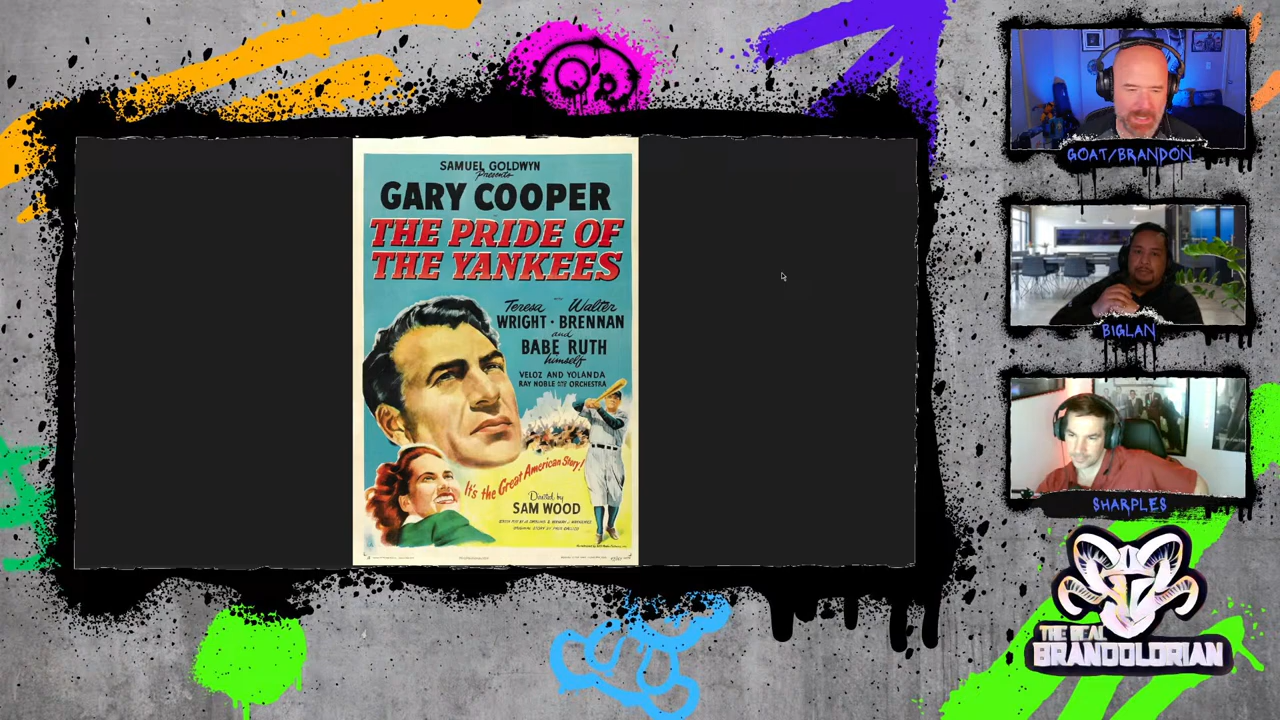 SAMUEL GOLDWYN
Presents
GARY COOPER
THE PRIDE OF
THE YANKEES
with
Teresa Walter
WRIGHT · BRENNAN
and
BABE RUTH
himself
VELOZ AND YOLANDA
RAY NOBLE AND HIS ORCHESTRA
It's the Great American Story!
Directed by
SAM WOOD
GOAT/BRANDON
BIGLAN
SHARPLES
THE REAL
BRANDOLORIAN